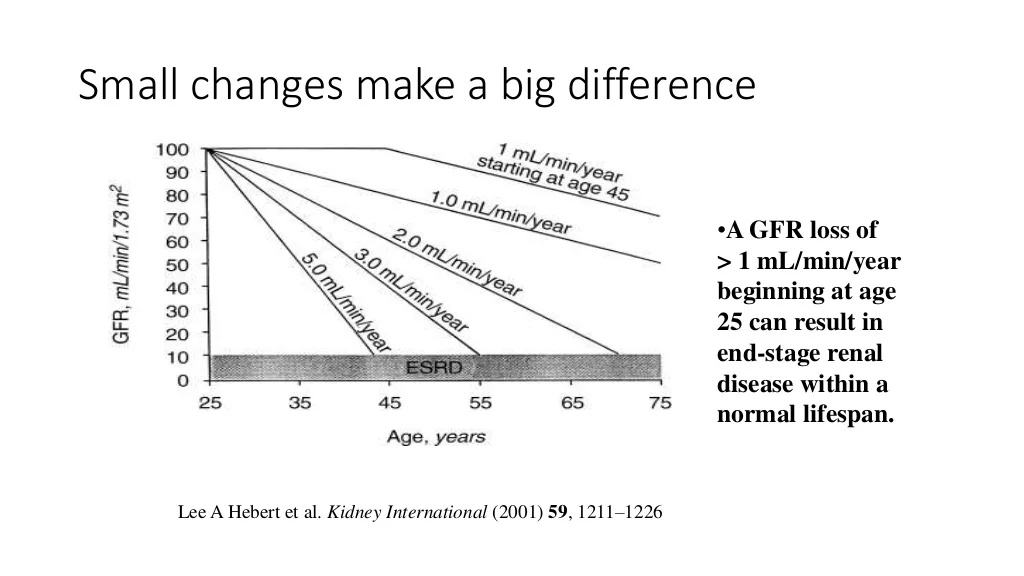 Small changes make a big difference
100
90
80
70
60
50
40
30
20
10
0
GFR, mL/min/1.73 m²
1 mL/min/year
starting at age 45
1.0 mL/min/year
2.0 mL/min/year
3.0 mL/min/year
5.0 mL/min/year
ESRD
25 35 45 55 65 75
Age, years
•A GFR loss of
> 1 mL/min/year
beginning at age
25 can result in
end-stage renal
disease within a
normal lifespan.
Lee A Hebert et al. Kidney International (2001) 59, 1211–1226